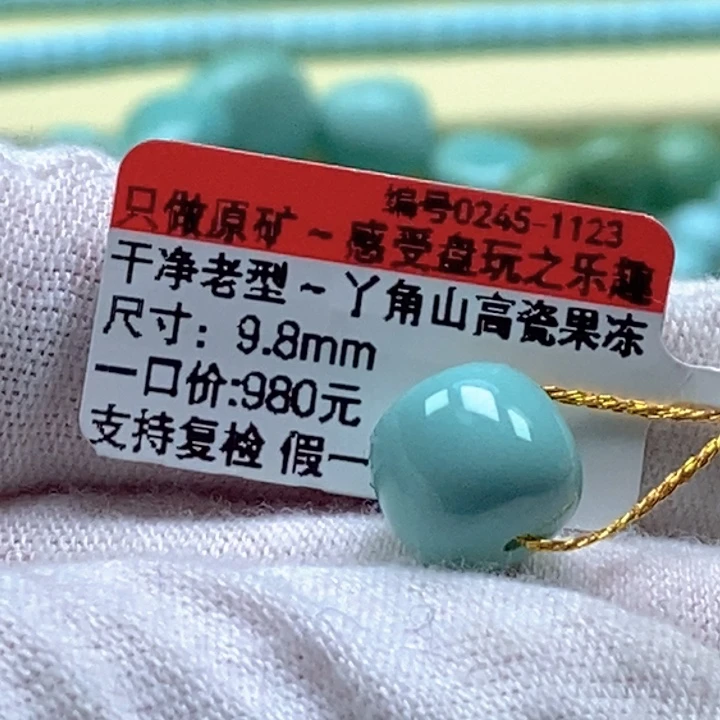 编号0245-1123
只做原矿~感受盘玩之乐趣
干净老型~丫角山高瓷果冻
尺寸：9.8mm
一口价:980元
支持复检 假一